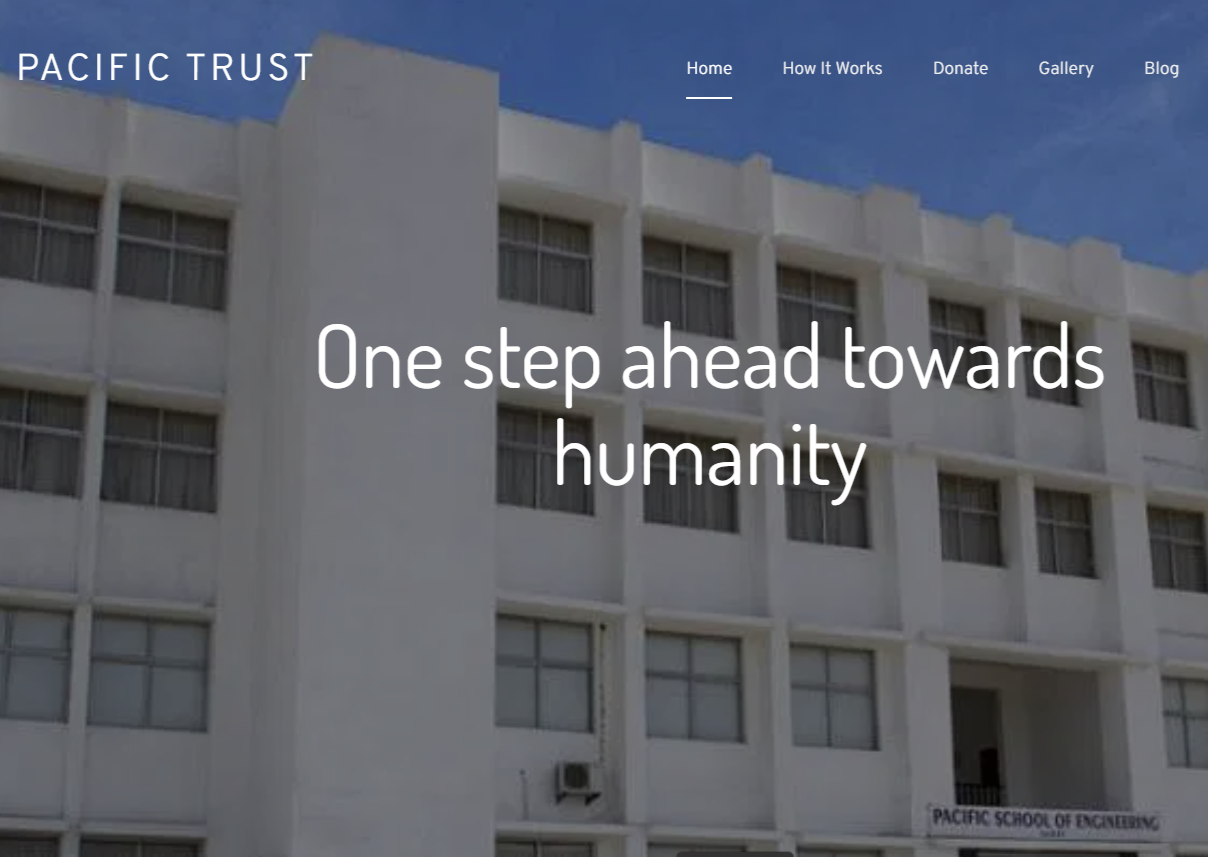 PACIFIC TRUST
Home How It Works Donate Gallery Blog
One step ahead towards
humanity
PACIFIC SCHOOL OF ENGINEERING